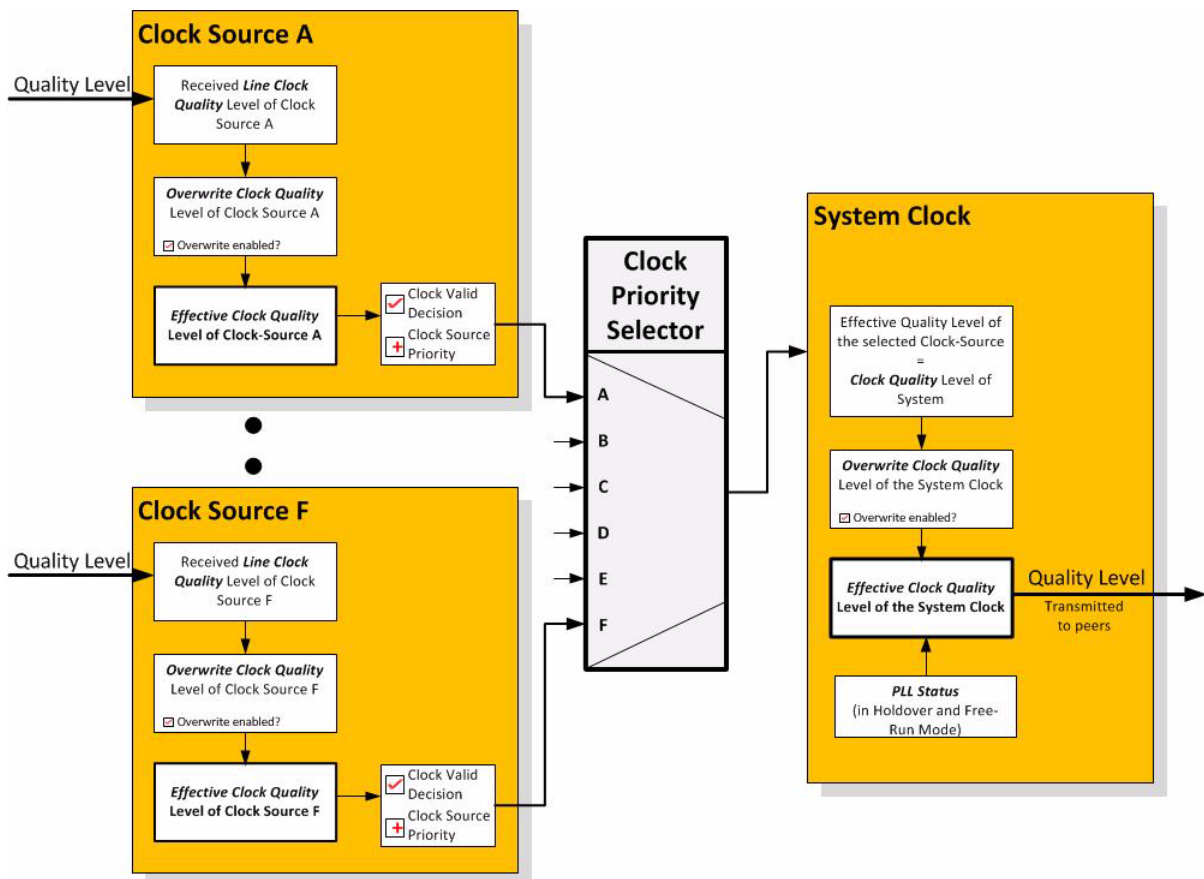 Clock Source A
Quality Level
Received Line Clock
Quality Level of Clock
Source A
Overwrite Clock Quality
Level of Clock Source A
Overwrite enabled?
Effective Clock Quality
Level of Clock-Source A
Clock Valid
Decision
Clock Source
Priority
Clock Source F
Quality Level
Received Line Clock
Quality Level of Clock
Source F
Overwrite Clock Quality
Level of Clock Source F
Overwrite enabled?
Effective Clock Quality
Level of Clock Source F
Clock Valid
Decision
Clock Source
Priority
Clock
Priority
Selector
A
B
C
D
E
F
System Clock
Effective Quality Level of
the selected Clock-Source
=
Clock Quality Level of
System
Overwrite Clock Quality
Level of the System Clock
Overwrite enabled?
Effective Clock Quality
Level of the System Clock
PLL Status
(in Holdover and Free-
Run Mode)
Quality Level
Transmitted
to peers